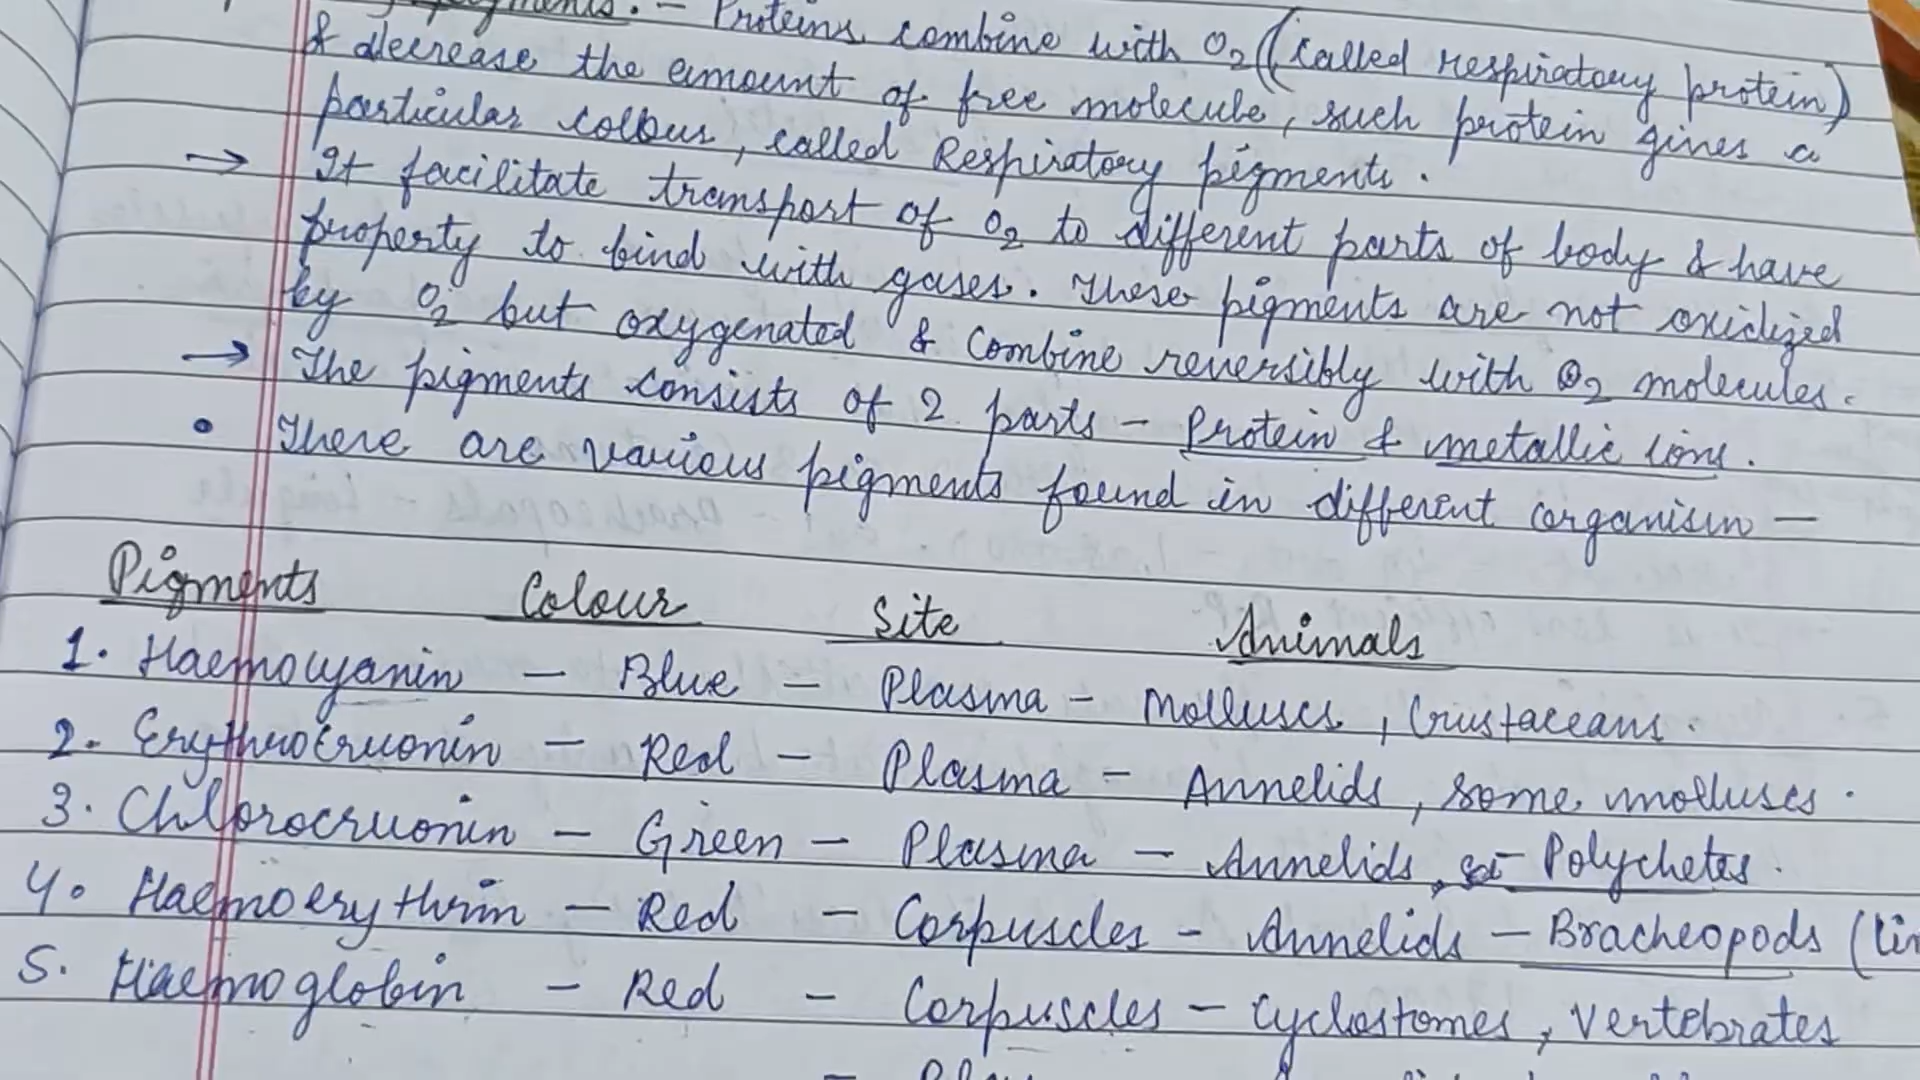 - Proteins combine with O2 (called respiratory protein)
& decrease the amount of free molecule, such protein gives a
particular colour, called Respiratory pigments.
→ It facilitate transport of O2 to different parts of body & have
property to bind with gases. These pigments are not oxidized
by O2 but oxygenated & Combine reversibly with O2 molecules.
→ The pigments consists of 2 parts - Protein & metallic ions.
• There are various pigments found in different organism -
Pigments Colour Site Animals
1. Haemocyanin - Blue - Plasma - Molluscs, Crustaceans.
2. Erythrocruonin - Red - Plasma - Annelids, some molluscs.
3. Chlorocruonin - Green - Plasma - Annelids, Polychetes.
4. Haemoerythrin - Red - Corpuscles - Annelids - Bracheopods
5. Haemoglobin - Red - Corpuscles - Cyclostomes, Vertebrates